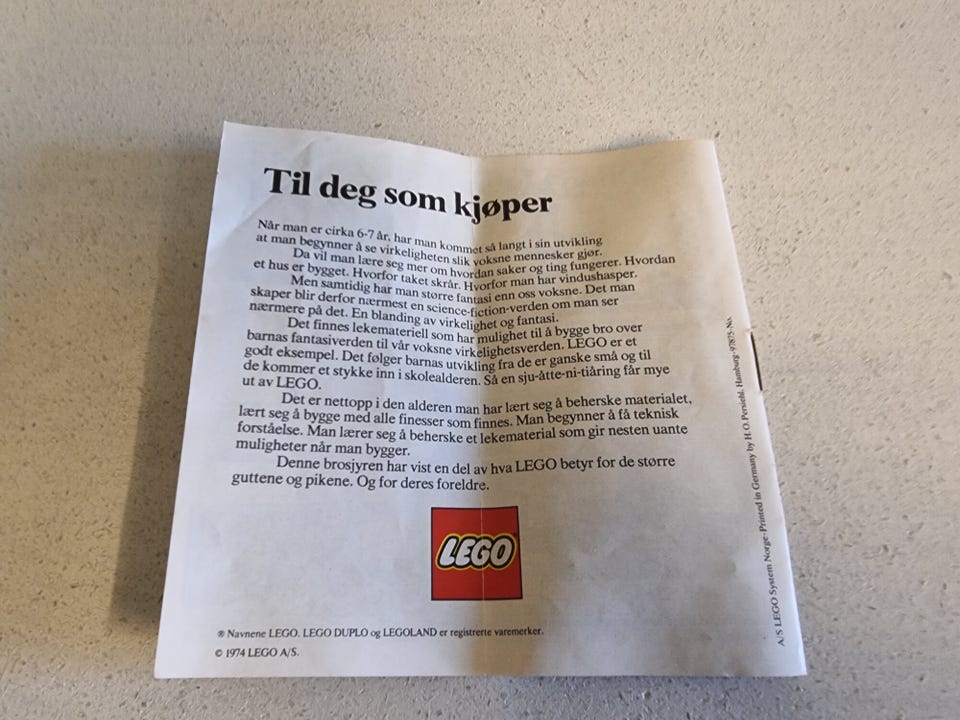 Til deg som kjøper
Når man er cirka 6-7 år, har man kommet så langt i sin utvikling
at man begynner å se virkeligheten slik voksne mennesker gjør.
Da vil man lære seg mer om hvordan saker og ting fungerer. Hvordan
et hus er bygget. Hvorfor taket skrår. Hvorfor man har vindushasper.
Men samtidig har man større fantasi enn oss voksne. Det man
skaper blir derfor nærmest en science-fiction-verden om man ser
nærmere på det. En blanding av virkelighet og fantasi.
Det finnes lekemateriell som har mulighet til å bygge bro over
barnas fantasiverden til vår voksne virkelighetsverden. LEGO er et
godt eksempel. Det følger barnas utvikling fra de er ganske små og til
de kommer et stykke inn i skolealderen. Så en sju-åtte-ni-tiåring får mye
ut av LEGO.
Det er nettopp i den alderen man har lært seg å beherske materialet,
lært seg å bygge med alle finesser som finnes. Man begynner å få teknisk
forståelse. Man lærer seg å beherske et lekematerial som gir nesten uante
muligheter når man bygger.
Denne brosjyren har vist en del av hva LEGO betyr for de større
guttene og pikene. Og for deres foreldre.
LEGO
® Navnene LEGO. LEGO DUPLO og LEGOLAND er registrerte varemerker.
© 1974 LEGO A/S.
A/S LEGO System Norge-Printed in Germany by H.O. Persiehl, Hamburg-97875-No.